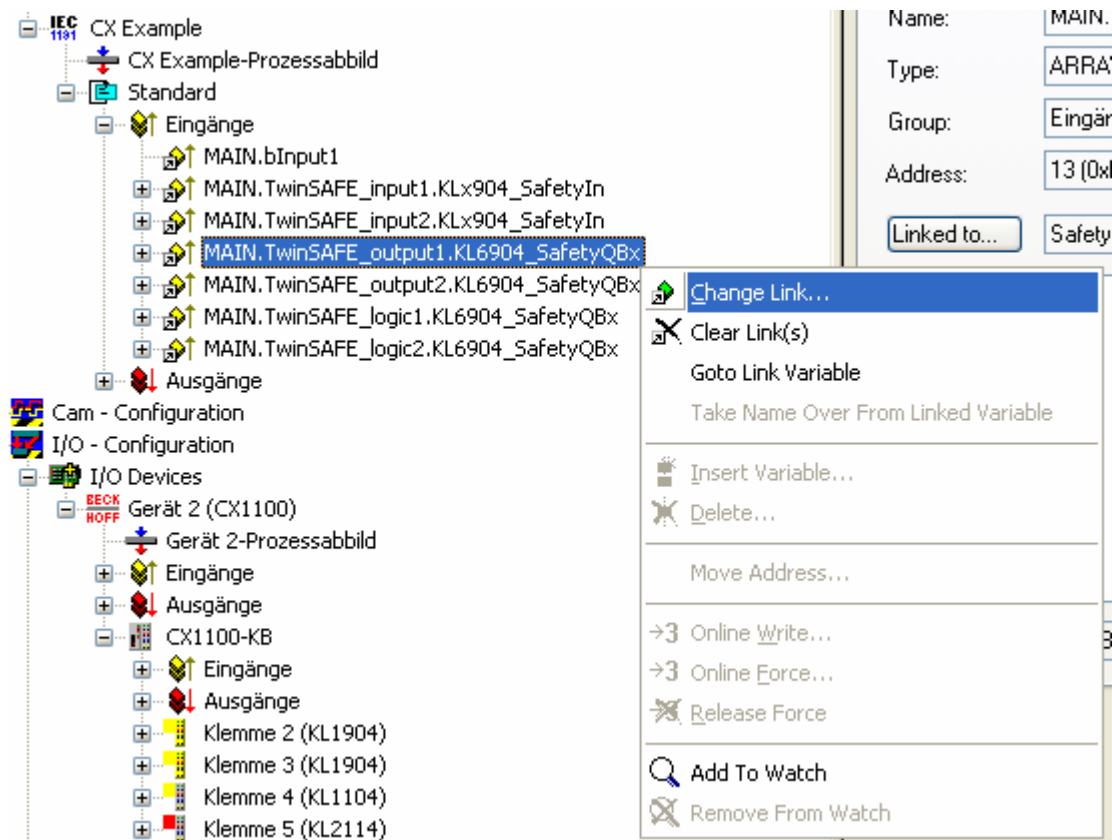 IEC
1131
CX Example
CX Example-Prozessabbild
Standard
Eingänge
MAIN.bInput1
MAIN.TwinSAFE_input1.KLx904_SafetyIn
MAIN.TwinSAFE_input2.KLx904_SafetyIn
MAIN.TwinSAFE_output1.KL6904_SafetyQBx
MAIN.TwinSAFE_output2.KL6904_SafetyQBx
MAIN.TwinSAFE_logic1.KL6904_SafetyQBx
MAIN.TwinSAFE_logic2.KL6904_SafetyQBx
Ausgänge
Cam - Configuration
I/O - Configuration
I/O Devices
BECK
HOFF
Gerät 2 (CX1100)
Gerät 2-Prozessabbild
Eingänge
Ausgänge
CX1100-KB
Eingänge
Ausgänge
Klemme 2 (KL1904)
Klemme 3 (KL1904)
Klemme 4 (KL1104)
Klemme 5 (KL2114)
Name: MAIN.
Type:
Group:
Address: 13
Linked to... Safety
Change Link...
Clear Link(s)
Goto Link Variable
Take Name Over From Linked Variable
Insert Variable...
Delete...
Move Address...
→3 Online Write...
→3 Online Force...
Release Force
Add To Watch
Remove From Watch